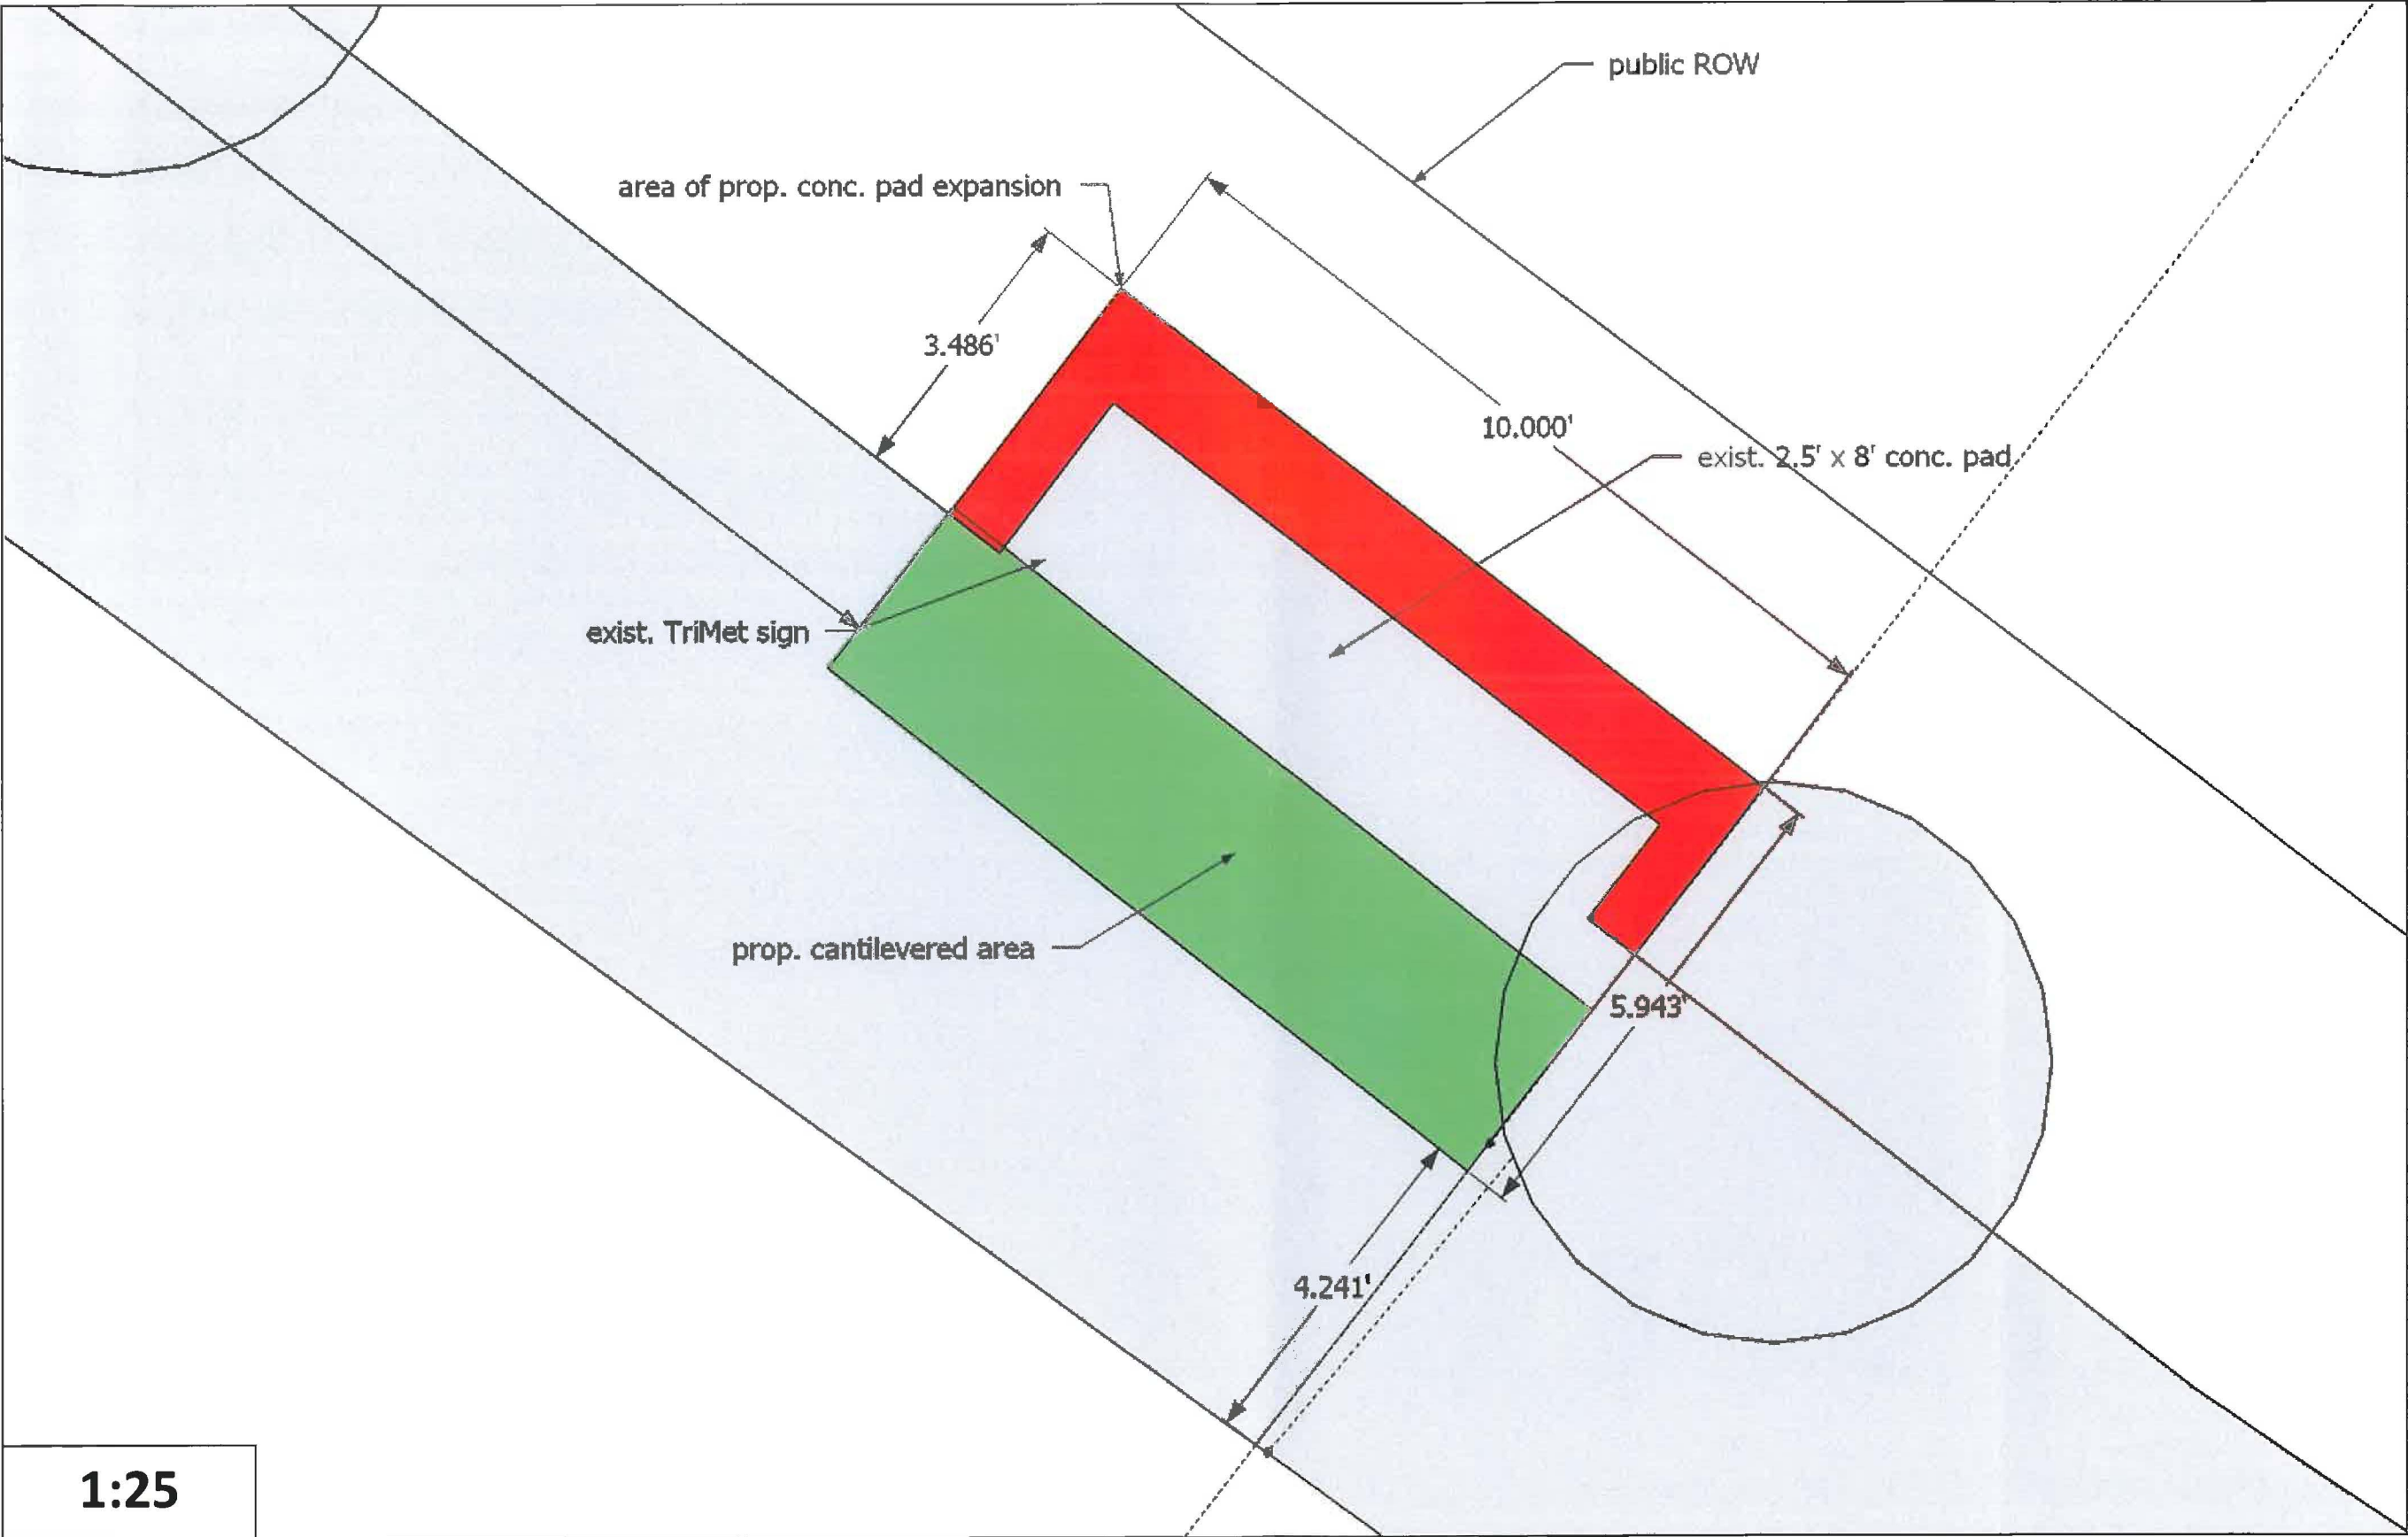 public ROW
area of prop. conc. pad expansion
3.486'
10.000'
exist. 2.5' x 8' conc. pad
exist. TriMet sign
prop. cantilevered area
5.943'
4.241'
1:25